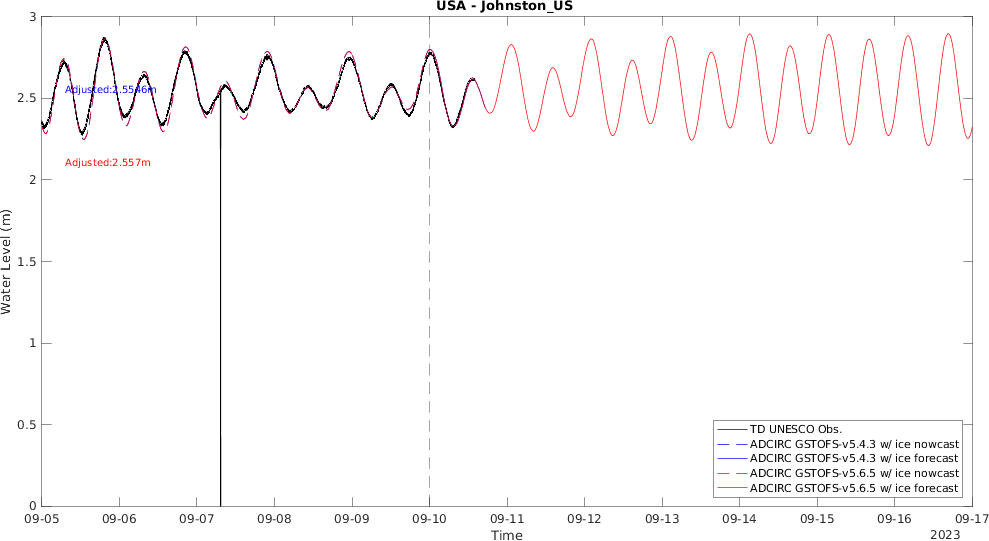 USA - Johnston_US
3
2.5
2
1.5
1
0.5
0
Water Level (m)
Adjusted:2.5546m
Adjusted:2.557m
TD UNESCO Obs.
ADCIRC GSTOFS-v5.4.3 w/ ice nowcast
ADCIRC GSTOFS-v5.4.3 w/ ice forecast
ADCIRC GSTOFS-v5.6.5 w/ ice nowcast
ADCIRC GSTOFS-v5.6.5 w/ ice forecast
09-05 09-06 09-07 09-08 09-09 09-10 09-11 09-12 09-13 09-14 09-15 09-16 09-17
Time
2023